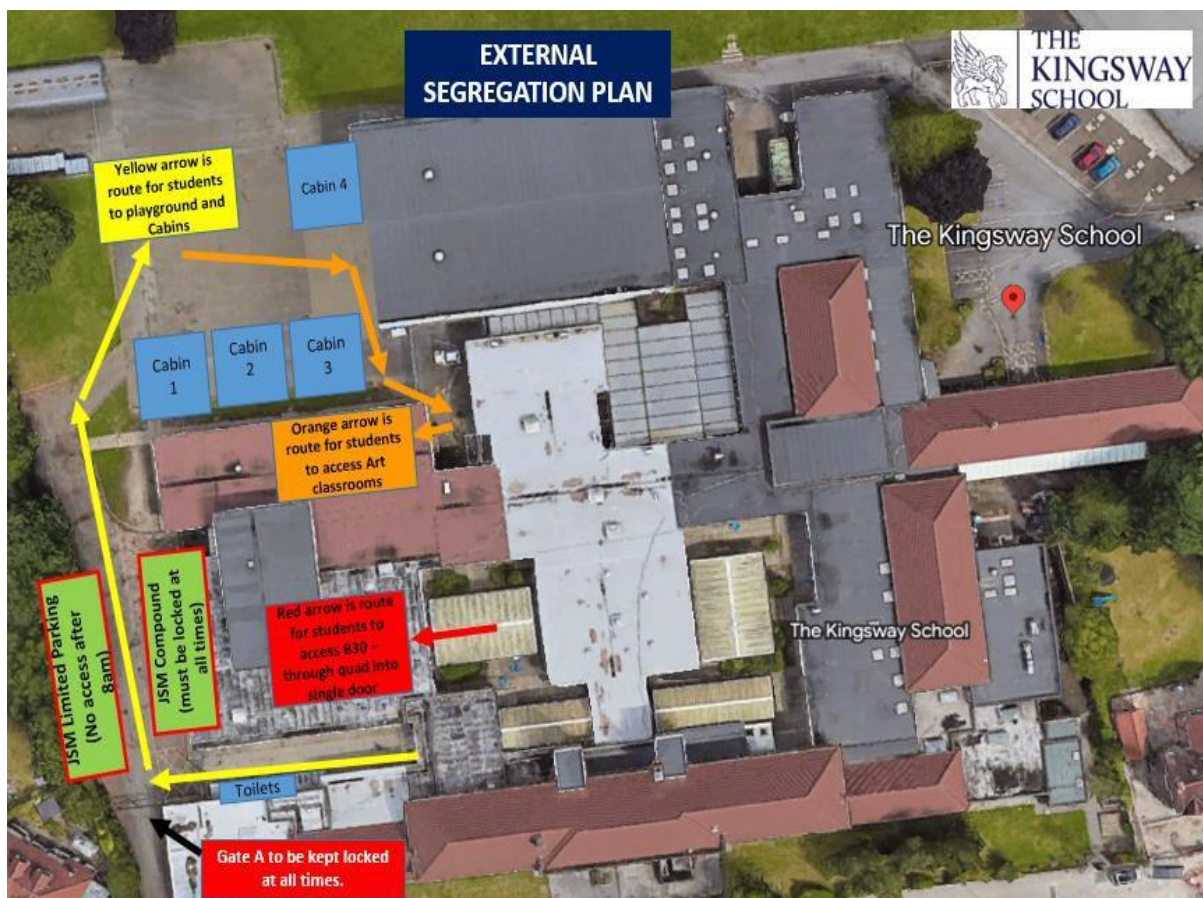 EXTERNAL
SEGREGATION PLAN
THE
KINGSWAY
SCHOOL
Yellow arrow is
route for students
to playground and
Cabins
Cabin 4
The Kingsway School
Cabin
1
Cabin
2
Cabin
3
Orange arrow is
route for students
to access Art
classrooms
JSM Limited Parking
(No access after
8am)
JSM Compound
(must be locked at
all times)
Red arrow is route
for students to
access B30 –
through quad into
single door
The Kingsway School
Toilets
Gate A to be kept locked
at all times.